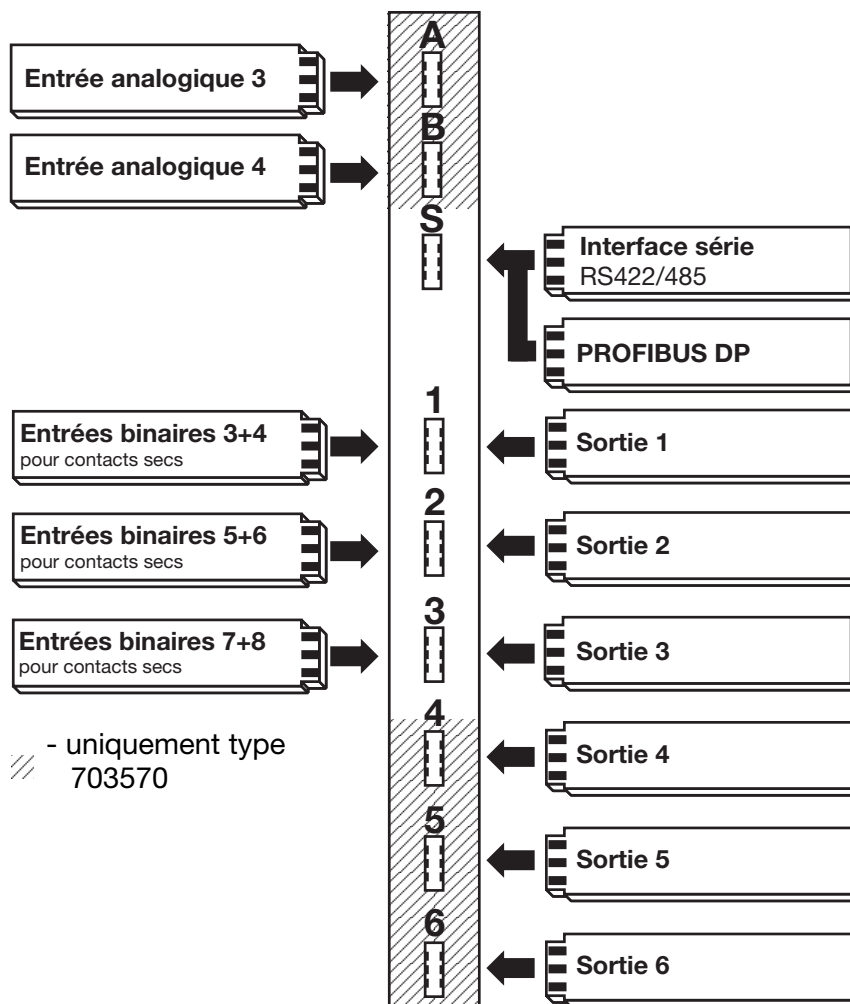 A
Entrée analogique 3
B
Entrée analogique 4
S
Interface série
RS422/485
PROFIBUS DP
1
Entrées binaires 3+4
pour contacts secs
Sortie 1
2
Entrées binaires 5+6
pour contacts secs
Sortie 2
3
Entrées binaires 7+8
pour contacts secs
Sortie 3
4
- uniquement type
703570
Sortie 4
5
Sortie 5
6
Sortie 6